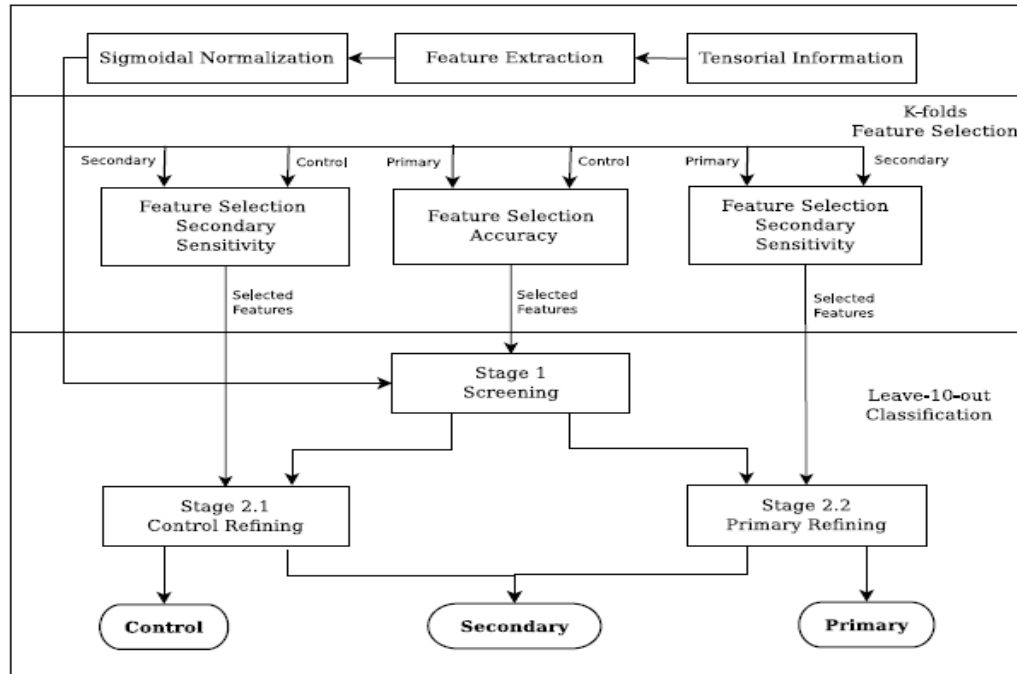 Sigmoidal Normalization
Feature Extraction
Tensorial Information
K-folds
Feature Selection
Secondary
Control
Primary
Control
Primary
Secondary
Feature Selection
Secondary
Sensitivity
Feature Selection
Accuracy
Feature Selection
Secondary
Sensitivity
Selected
Features
Selected
Features
Selected
Features
Stage 1
Screening
Leave-10-out
Classification
Stage 2.1
Control Refining
Stage 2.2
Primary Refining
Control
Secondary
Primary